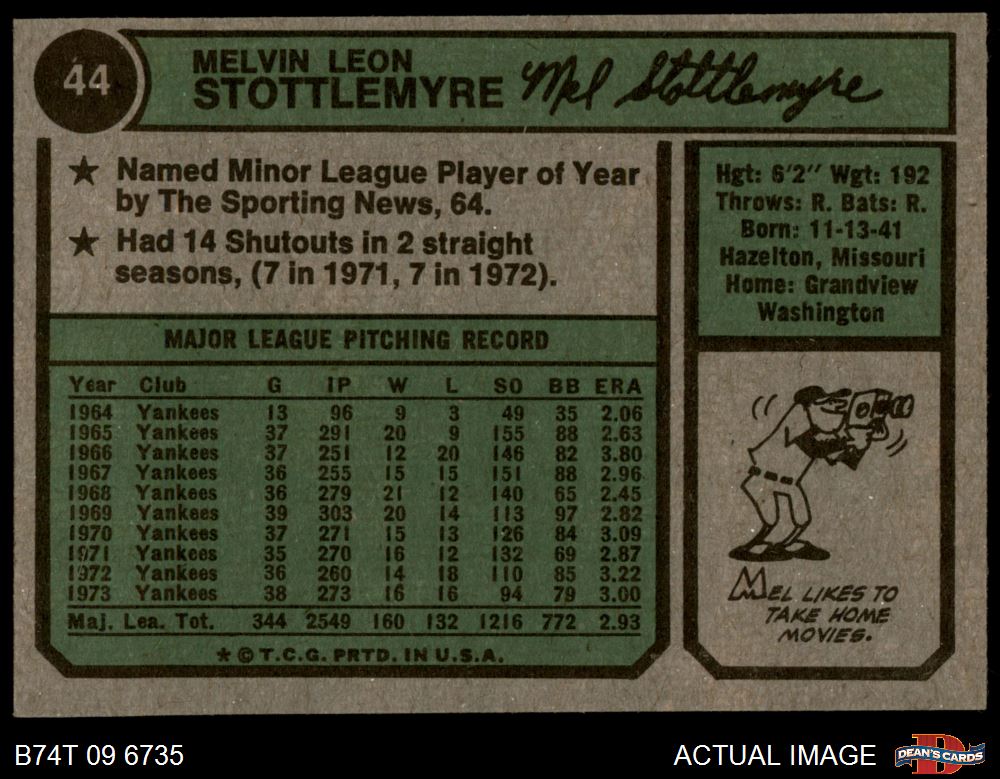 44
MELVIN LEON
STOTTLEMYRE Mel Stottlemyre
★ Named Minor League Player of Year
by The Sporting News, 64.
★ Had 14 Shutouts in 2 straight
seasons, (7 in 1971, 7 in 1972).
Hgt: 6'2" Wgt: 192
Throws: R. Bats: R.
Born: 11-13-41
Hazelton, Missouri
Home: Grandview
Washington
MAJOR LEAGUE PITCHING RECORD
Year Club G IP W L SO BB ERA
1964 Yankees 13 96 9 3 49 35 2.06
1965 Yankees 37 291 20 9 155 88 2.63
1966 Yankees 37 251 12 20 146 82 3.80
1967 Yankees 36 255 15 15 151 88 2.96
1968 Yankees 36 279 21 12 140 65 2.45
1969 Yankees 39 303 20 14 113 97 2.82
1970 Yankees 37 271 15 13 126 84 3.09
1971 Yankees 35 270 16 12 132 69 2.87
1972 Yankees 36 260 14 18 110 85 3.22
1973 Yankees 38 273 16 16 94 79 3.00
Maj. Lea. Tot. 344 2549 160 132 1216 772 2.93
★ © T.C.G. PRTD. IN U.S.A.
MEL LIKES TO
TAKE HOME
MOVIES.
B74T 09 6735
ACTUAL IMAGE
DEAN'S CARDS